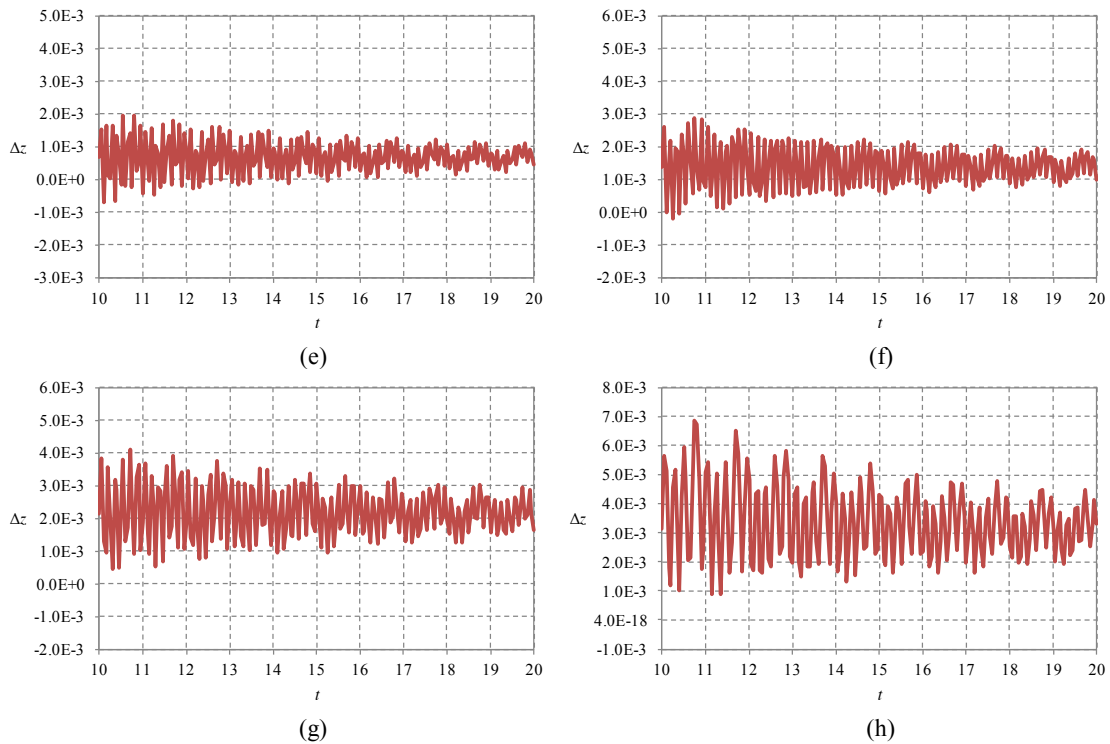 5.0E-3
4.0E-3
3.0E-3
2.0E-3
Δz 1.0E-3
0.0E+0
-1.0E-3
-2.0E-3
-3.0E-3
10 11 12 13 14 15 16 17 18 19 20
t
(e)
6.0E-3
5.0E-3
4.0E-3
3.0E-3
Δz 2.0E-3
1.0E-3
0.0E+0
-1.0E-3
-2.0E-3
10 11 12 13 14 15 16 17 18 19 20
t
(f)
6.0E-3
5.0E-3
4.0E-3
3.0E-3
Δz 2.0E-3
1.0E-3
0.0E+0
-1.0E-3
-2.0E-3
10 11 12 13 14 15 16 17 18 19 20
t
(g)
8.0E-3
7.0E-3
6.0E-3
5.0E-3
4.0E-3
Δz
3.0E-3
2.0E-3
1.0E-3
4.0E-18
-1.0E-3
10 11 12 13 14 15 16 17 18 19 20
t
(h)